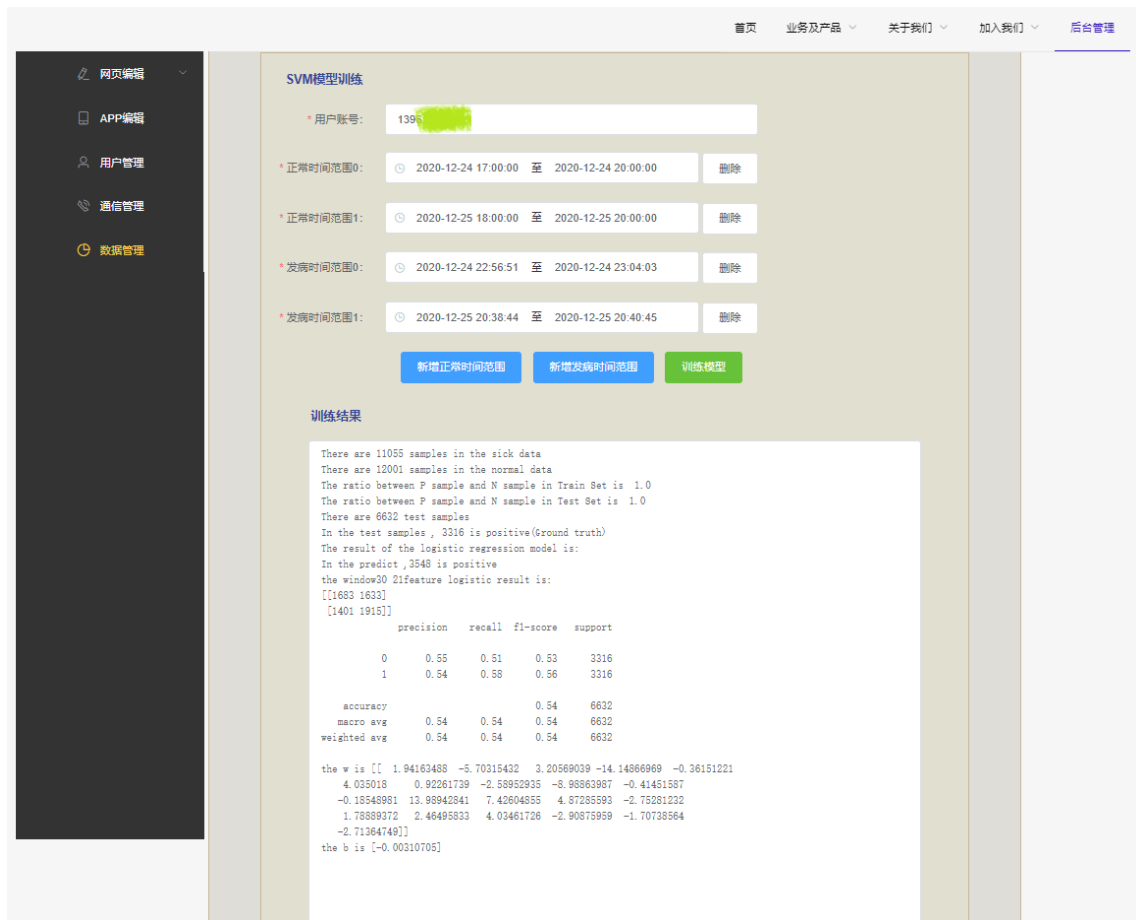 首页 业务及产品 关于我们 加入我们 后台管理
网页编辑
APP编辑
用户管理
通信管理
数据管理
SVM模型训练
* 用户账号: 139
* 正常时间范围0: 2020-12-24 17:00:00 至 2020-12-24 20:00:00 删除
* 正常时间范围1: 2020-12-25 18:00:00 至 2020-12-25 20:00:00 删除
* 发病时间范围0: 2020-12-24 22:56:51 至 2020-12-24 23:04:03 删除
* 发病时间范围1: 2020-12-25 20:38:44 至 2020-12-25 20:40:45 删除
新增正常时间范围 新增发病时间范围 训练模型
训练结果
There are 11055 samples in the sick data
There are 12001 samples in the normal data
The ratio between P sample and N sample in Train Set is 1.0
The ratio between P sample and N sample in Test Set is 1.0
There are 6632 test samples
In the test samples , 3316 is positive(Ground truth)
The result of the logistic regression model is:
In the predict ,3548 is positive
the window30 21feature logistic result is:
[[1683 1633]
[1401 1915]]
precision recall f1-score support
0 0.55 0.51 0.53 3316
1 0.54 0.58 0.56 3316
accuracy 0.54 6632
macro avg 0.54 0.54 0.54 6632
weighted avg 0.54 0.54 0.54 6632
the w is [[ 1.94163488 -5.70315432 3.20569039 -14.14866969 -0.36151221
4.035018 0.92261739 -2.58952935 -8.98863987 -0.41451587
-0.18548981 13.98942841 7.42604855 4.87285593 -2.75281232
1.78889372 2.46495833 4.03461726 -2.90875959 -1.70738564
-2.71364749]]
the b is [-0.00310705]